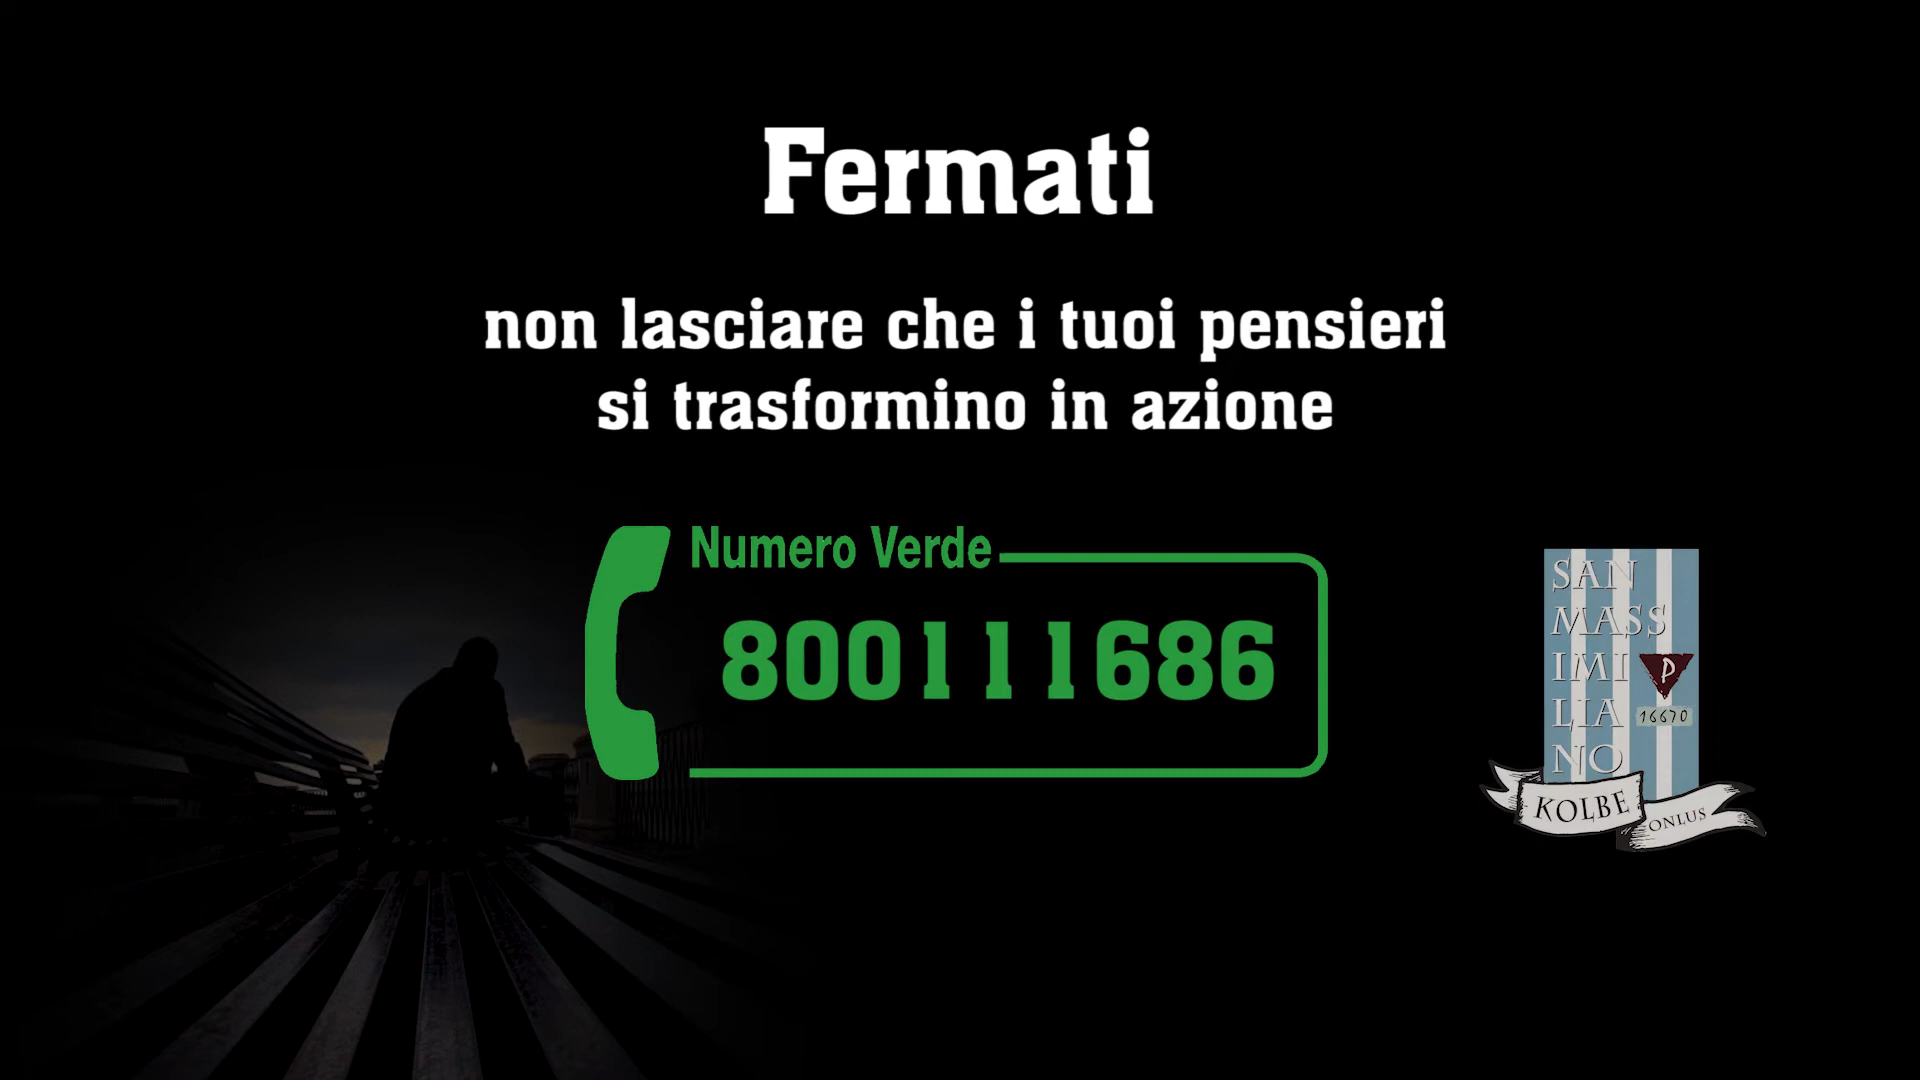 Fermati
non lasciare che i tuoi pensieri
si trasformino in azione
Numero Verde
800111686
SAN
MASS
IMI
P
LIA
16670
NO
KOLBE
ONLUS